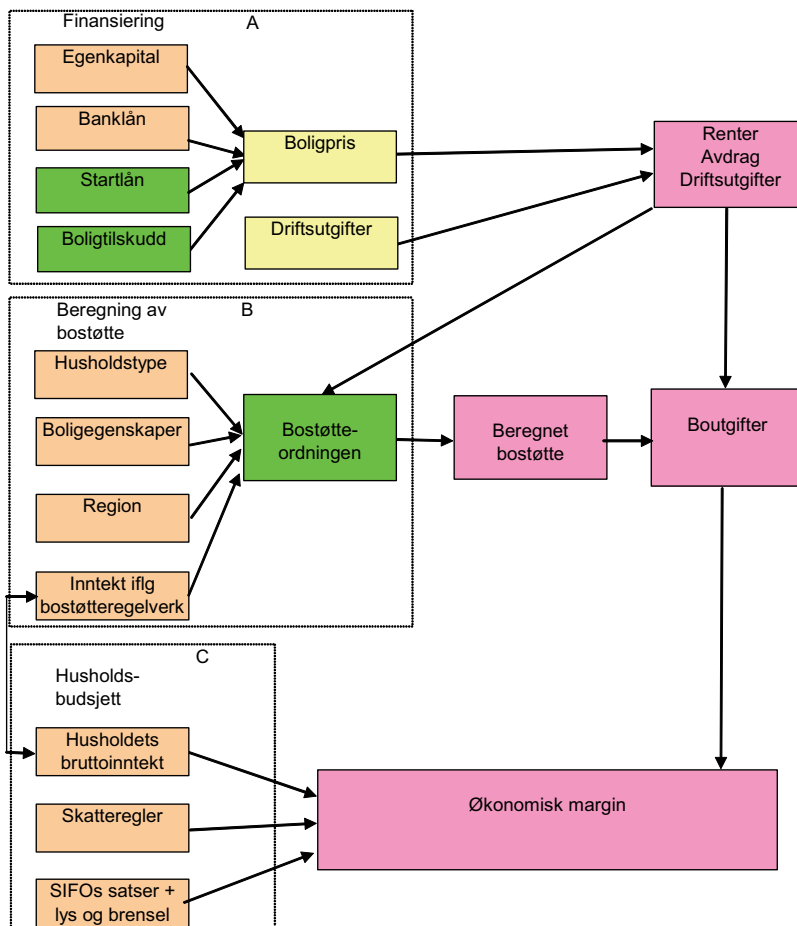 Finansiering A
Egenkapital
Banklån
Startlån
Boligtilskudd
Boligpris
Driftsutgifter
Renter
Avdrag
Driftsutgifter
Beregning av B
bostøtte
Husholdstype
Boligegenskaper
Region
Inntekt iflg
bostøtteregelverk
Bostøtte-
ordningen
Beregnet
bostøtte
Boutgifter
C
Husholds-
budsjett
Husholdets
bruttoinntekt
Skatteregler
SIFOs satser +
lys og brensel
Økonomisk margin